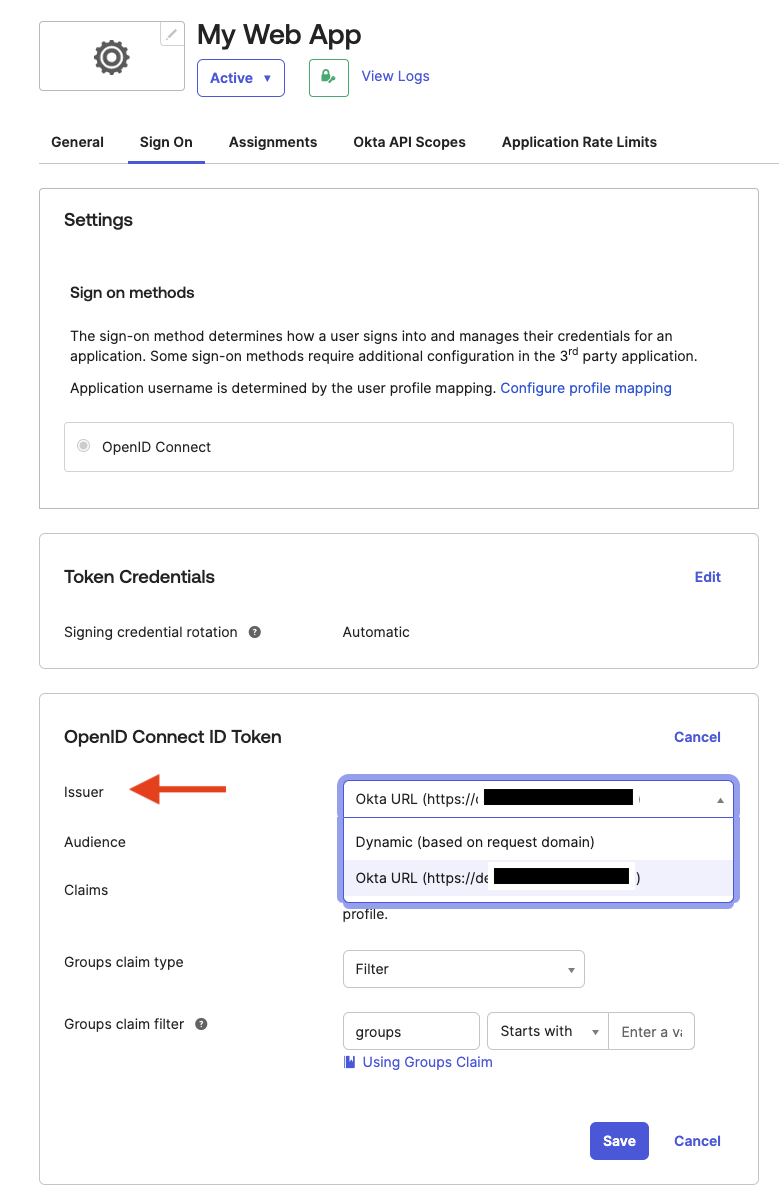 My Web App
Active
View Logs
General Sign On Assignments Okta API Scopes Application Rate Limits
Settings
Sign on methods
The sign-on method determines how a user signs into and manages their credentials for an
application. Some sign-on methods require additional configuration in the 3rd party application.
Application username is determined by the user profile mapping. Configure profile mapping
OpenID Connect
Token Credentials Edit
Signing credential rotation ? Automatic
OpenID Connect ID Token Cancel
Issuer Okta URL (https://
Audience Dynamic (based on request domain)
Okta URL (https://de )
Claims
profile.
Groups claim type Filter
Groups claim filter ? groups Starts with Enter a va
Using Groups Claim
Save Cancel